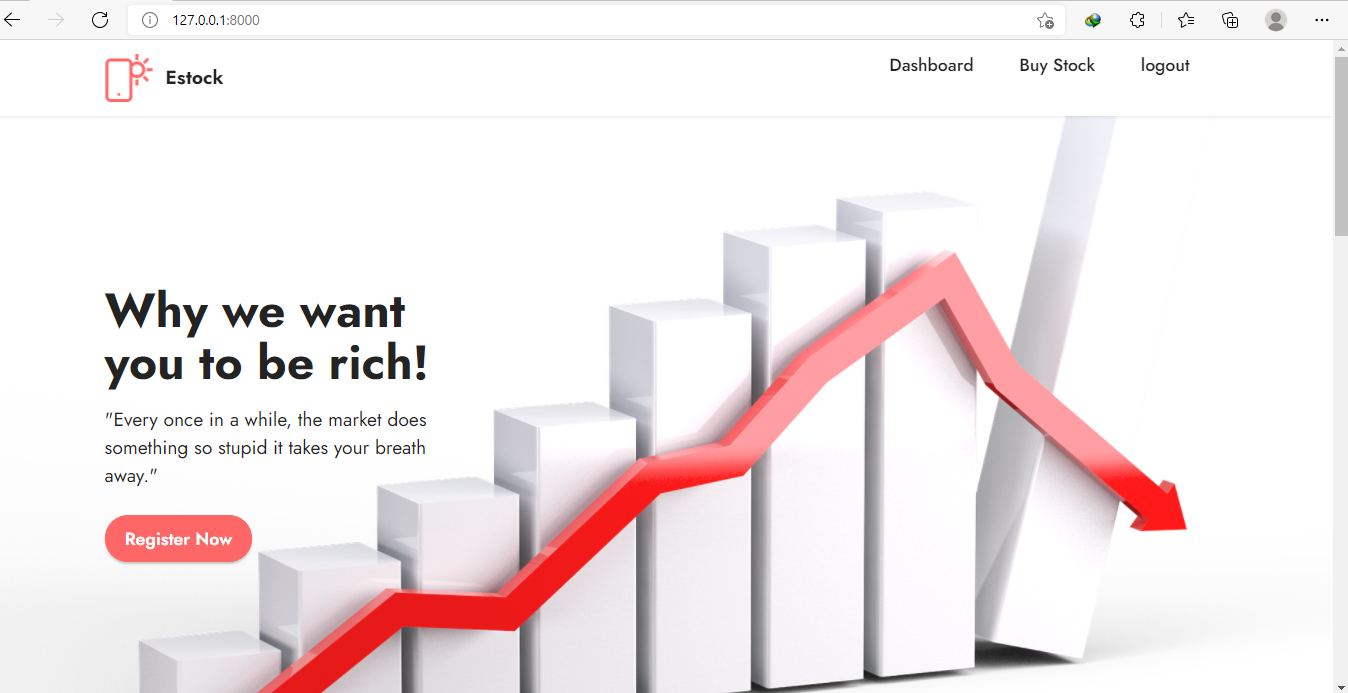 127.0.0.1:8000
Estock
Dashboard
Buy Stock
logout
Why we want
you to be rich!
"Every once in a while, the market does
something so stupid it takes your breath
away."
Register Now